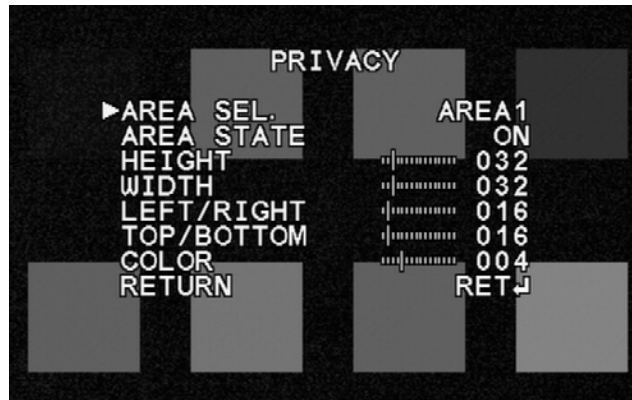 PRIVACY
►AREA SEL. AREA1
AREA STATE ON
HEIGHT 032
WIDTH 032
LEFT/RIGHT 016
TOP/BOTTOM 016
COLOR 004
RETURN RET↵